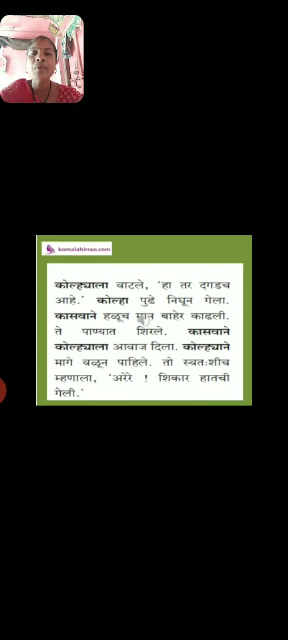 komalahirrao.com
कोल्ह्याला वाटले, ‘हा तर दगडच
आहे.’ कोल्हा पुढे निघून गेला.
कासवाने हळूच मान बाहेर काढली.
ते पाण्यात शिरले. कासवाने
कोल्ह्याला आवाज दिला. कोल्ह्याने
मागे वळून पाहिले. तो स्वतःशीच
म्हणाला, ‘अरेरे ! शिकार हातची
गेली.’